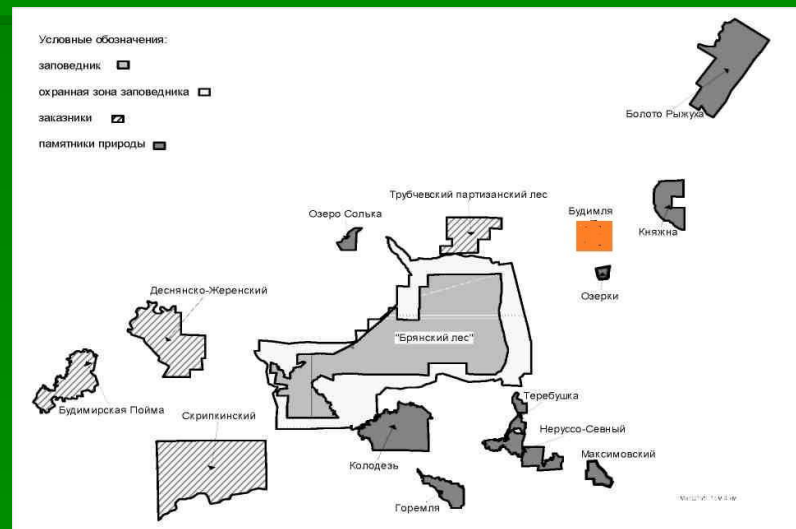 Условные обозначения:
заповедник
охранная зона заповедника
заказники
памятники природы
Болото Рыжуха
Трубчевский партизанский лес
Озеро Солька
Будимля
Княжна
Озерки
Деснянско-Жеренский
"Брянский лес"
Будимирская Пойма
Скрипкинский
Теребушка
Неруссо-Севный
Максимовский
Колодезь
Горемля